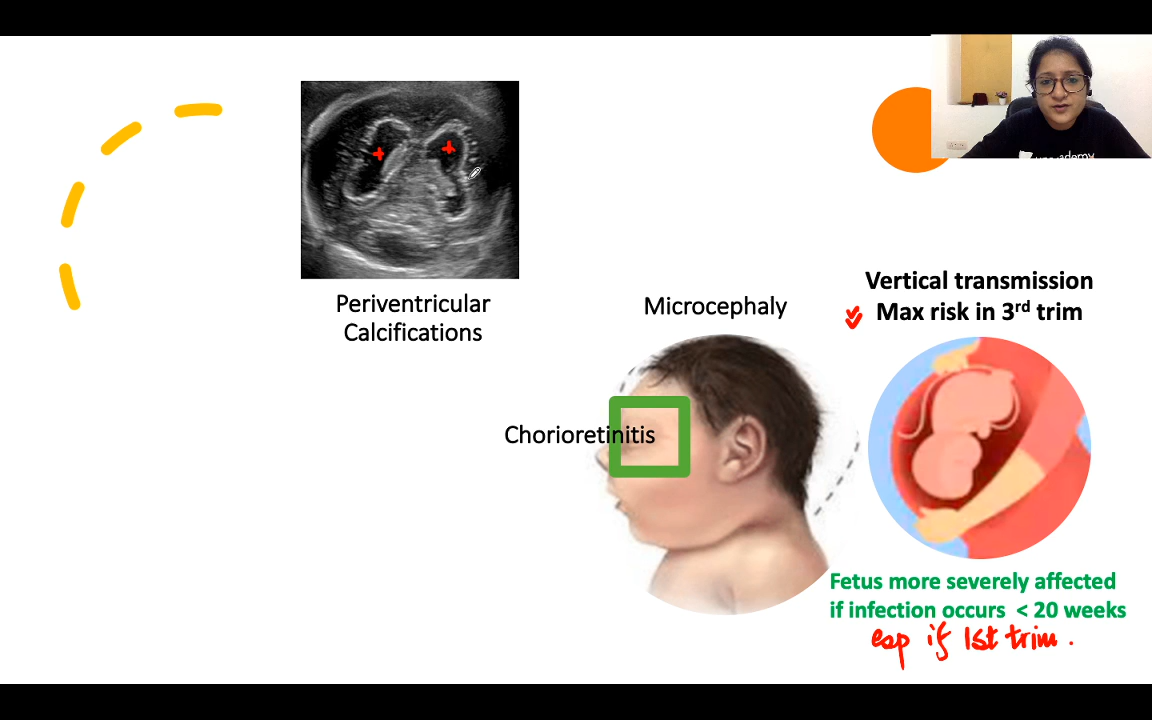 Periventricular
Calcifications
Microcephaly
Vertical transmission
Max risk in 3rd trim
Chorioretinitis
Fetus more severely affected
if infection occurs < 20 weeks
esp if 1st trim.